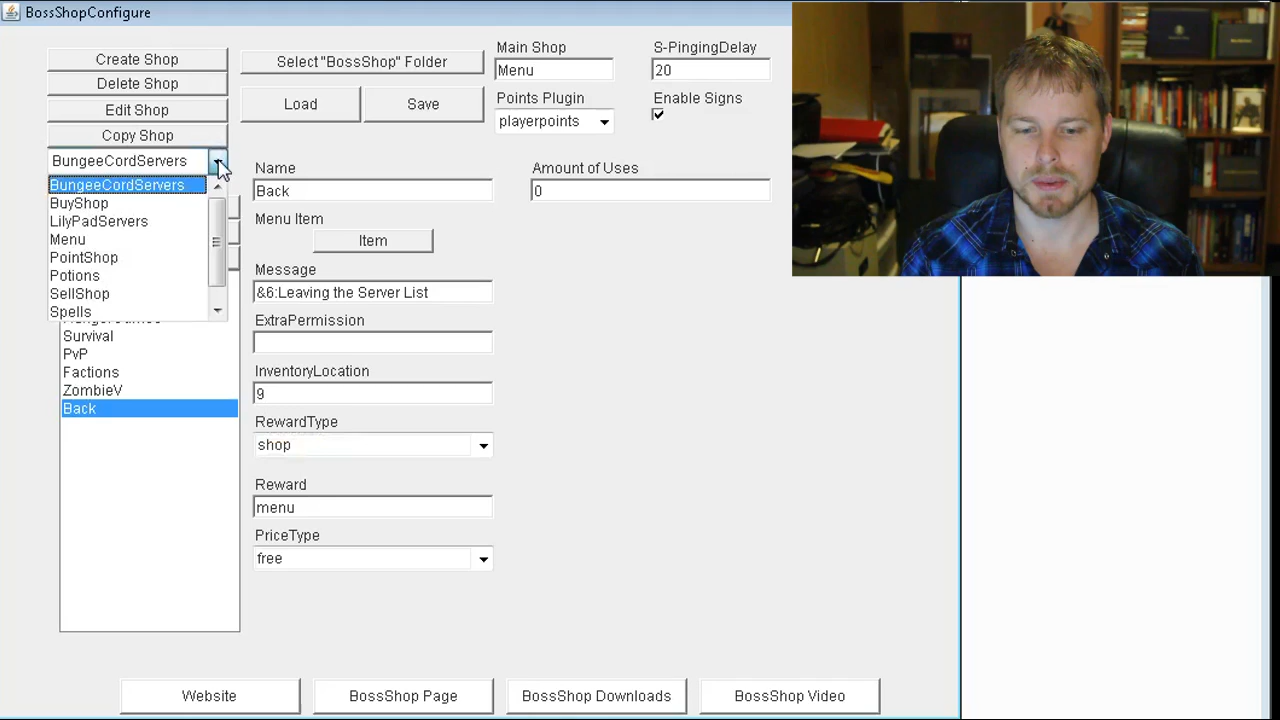 BossShopConfigure
Create Shop
Delete Shop
Edit Shop
Copy Shop
BungeeCordServers
BungeeCordServers
BuyShop
LilyPadServers
Menu
PointShop
Potions
SellShop
Spells
Survival
PvP
Factions
ZombieV
Back
Select "BossShop" Folder
Load
Save
Main Shop
Menu
Points Plugin
playerpoints
S-PingingDelay
20
Enable Signs
Name
Back
Amount of Uses
0
Menu Item
Item
Message
&6:Leaving the Server List
ExtraPermission
InventoryLocation
9
RewardType
shop
Reward
menu
PriceType
free
Website
BossShop Page
BossShop Downloads
BossShop Video